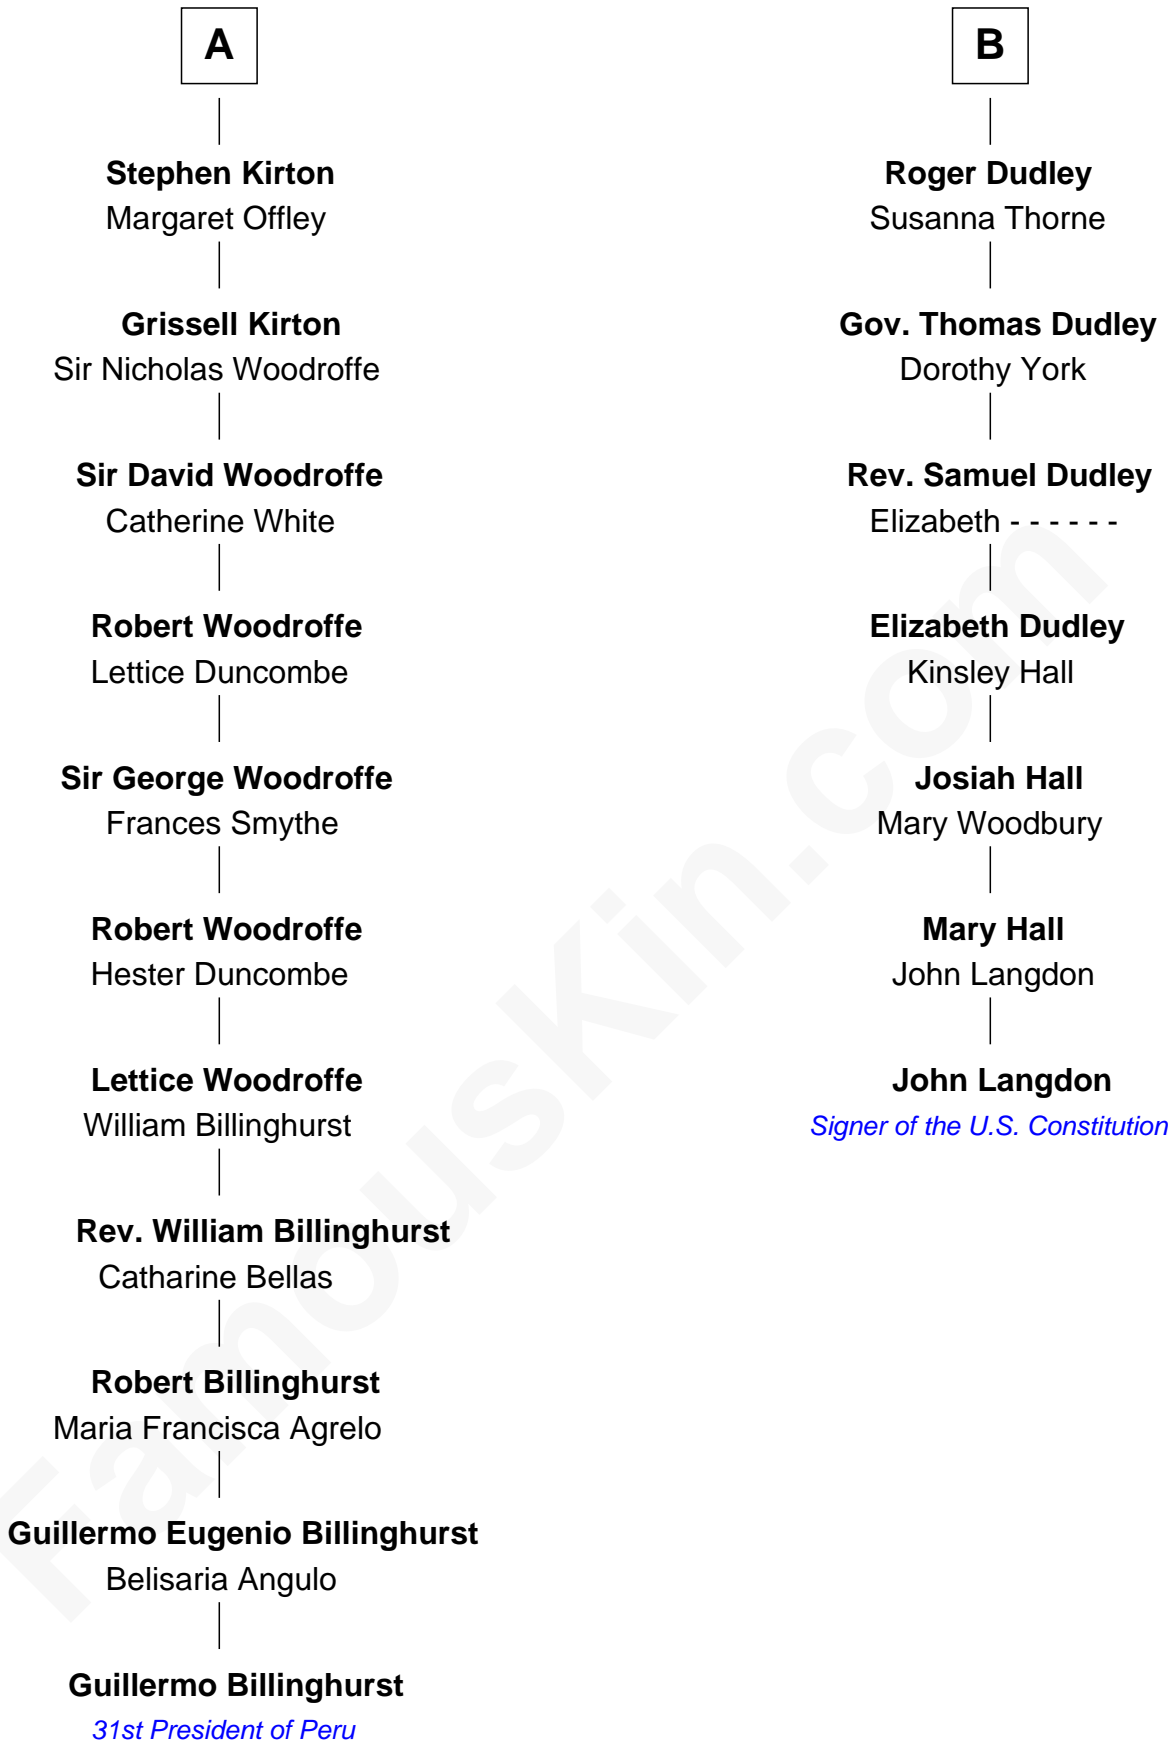 A
Stephen Kirton
Margaret Offley
Grissell Kirton
Sir Nicholas Woodroffe
Sir David Woodroffe
Catherine White
Robert Woodroffe
Lettice Duncombe
Sir George Woodroffe
Frances Smythe
Robert Woodroffe
Hester Duncombe
Lettice Woodroffe
William Billinghurst
Rev. William Billinghurst
Catharine Bellas
Robert Billinghurst
Maria Francisca Agrelo
Guillermo Eugenio Billinghurst
Belisaria Angulo
Guillermo Billinghurst
31st President of Peru
B
Roger Dudley
Susanna Thorne
Gov. Thomas Dudley
Dorothy York
Rev. Samuel Dudley
Elizabeth - - - - - -
Elizabeth Dudley
Kinsley Hall
Josiah Hall
Mary Woodbury
Mary Hall
John Langdon
John Langdon
Signer of the U.S. Constitution
FamousKin.com